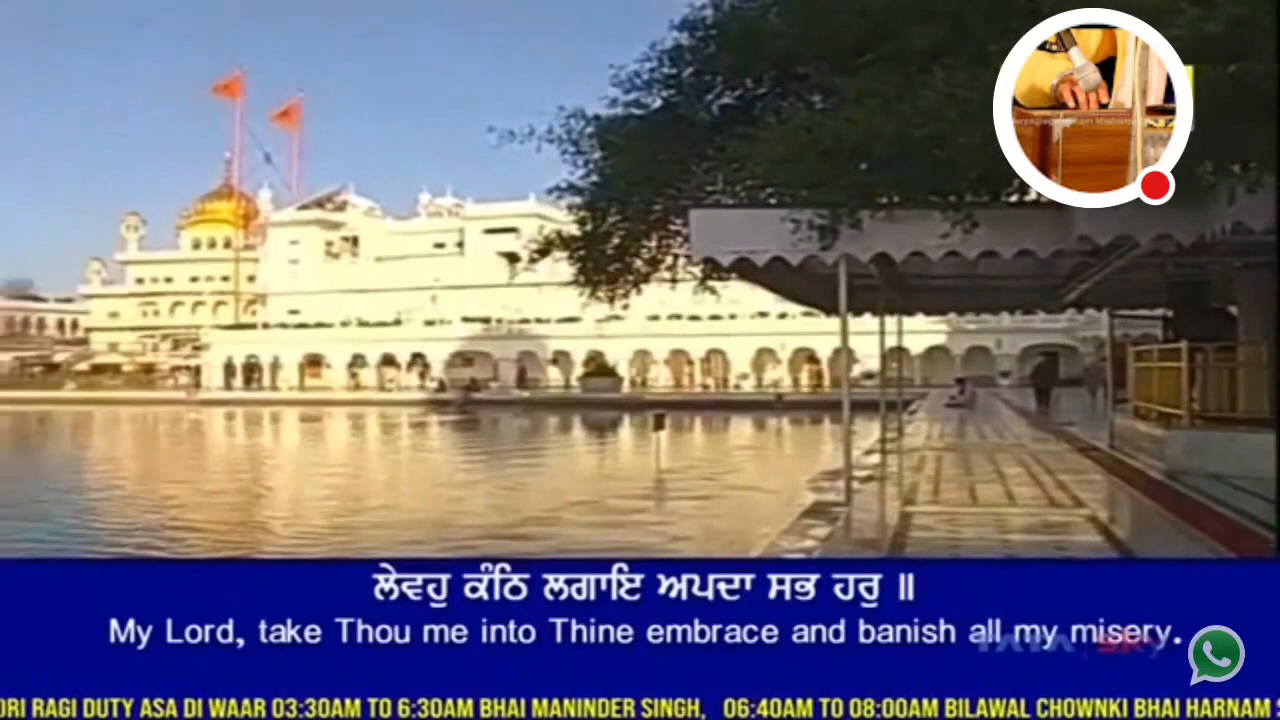 ਲੇਵਹੁ ਕੰਠਿ ਲਗਾਇ ਅਪਦਾ ਸਭ ਹਰੁ ॥
My Lord, take Thou me into Thine embrace and banish all my misery.
TATA SKY
ORI RAGI DUTY ASA DI WAAR 03:30AM TO 6:30AM BHAI MANINDER SINGH, 06:40AM TO 08:00AM BILAWAL CHOWNKI BHAI HARNAM